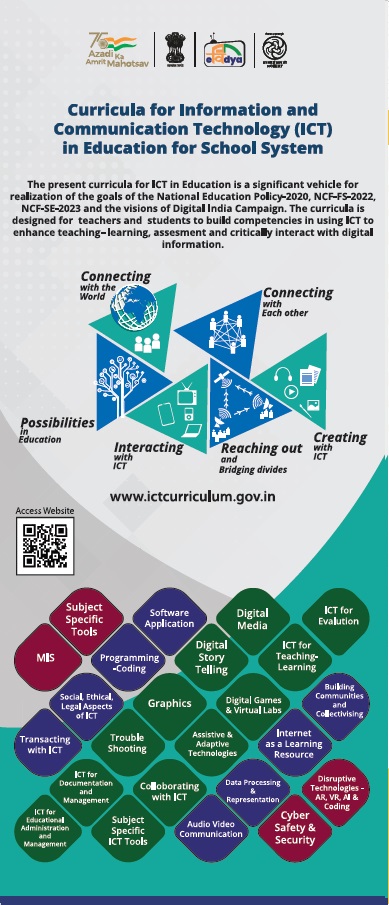 75
Azadi Ka
Amrit Mahotsav
Curricula for Information and
Communication Technology (ICT)
in Education for School System
The present curricula for ICT in Education is a significant vehicle for
realization of the goals of the National Education Policy-2020, NCF-FS-2022,
NCF-SE-2023 and the visions of Digital India Campaign. The curricula is
designed for teachers and students to build competencies in using ICT to
enhance teaching-learning, assesment and critically interact with digital
information.
Connecting
with the
World
Connecting
with
Each other
Possibilities
in
Education
Interacting
with
ICT
Reaching out
and
Bridging divides
Creating
with
ICT
www.ictcurriculum.gov.in
Access Website
Subject
Specific
Tools
Software
Application
Digital
Media
ICT for
Evalution
MIS
Programming
-Coding
Digital
Story
Telling
ICT for
Teaching-
Learning
Social, Ethical,
Legal Aspects
of ICT
Graphics
Digital Games
& Virtual Labs
Building
Communities
and
Collectivising
Transacting
with ICT
Trouble
Shooting
Assistive &
Adaptive
Technologies
Internet
as a Learning
Resource
ICT for
Documentation
and
Management
Colloborating
with ICT
Data Processing
&
Representation
Disruptive
Technologies -
AR, VR, AI &
Coding
ICT for
Educational
Administration
and
Management
Subject
Specific
ICT Tools
Audio Video
Communication
Cyber
Safety &
Security